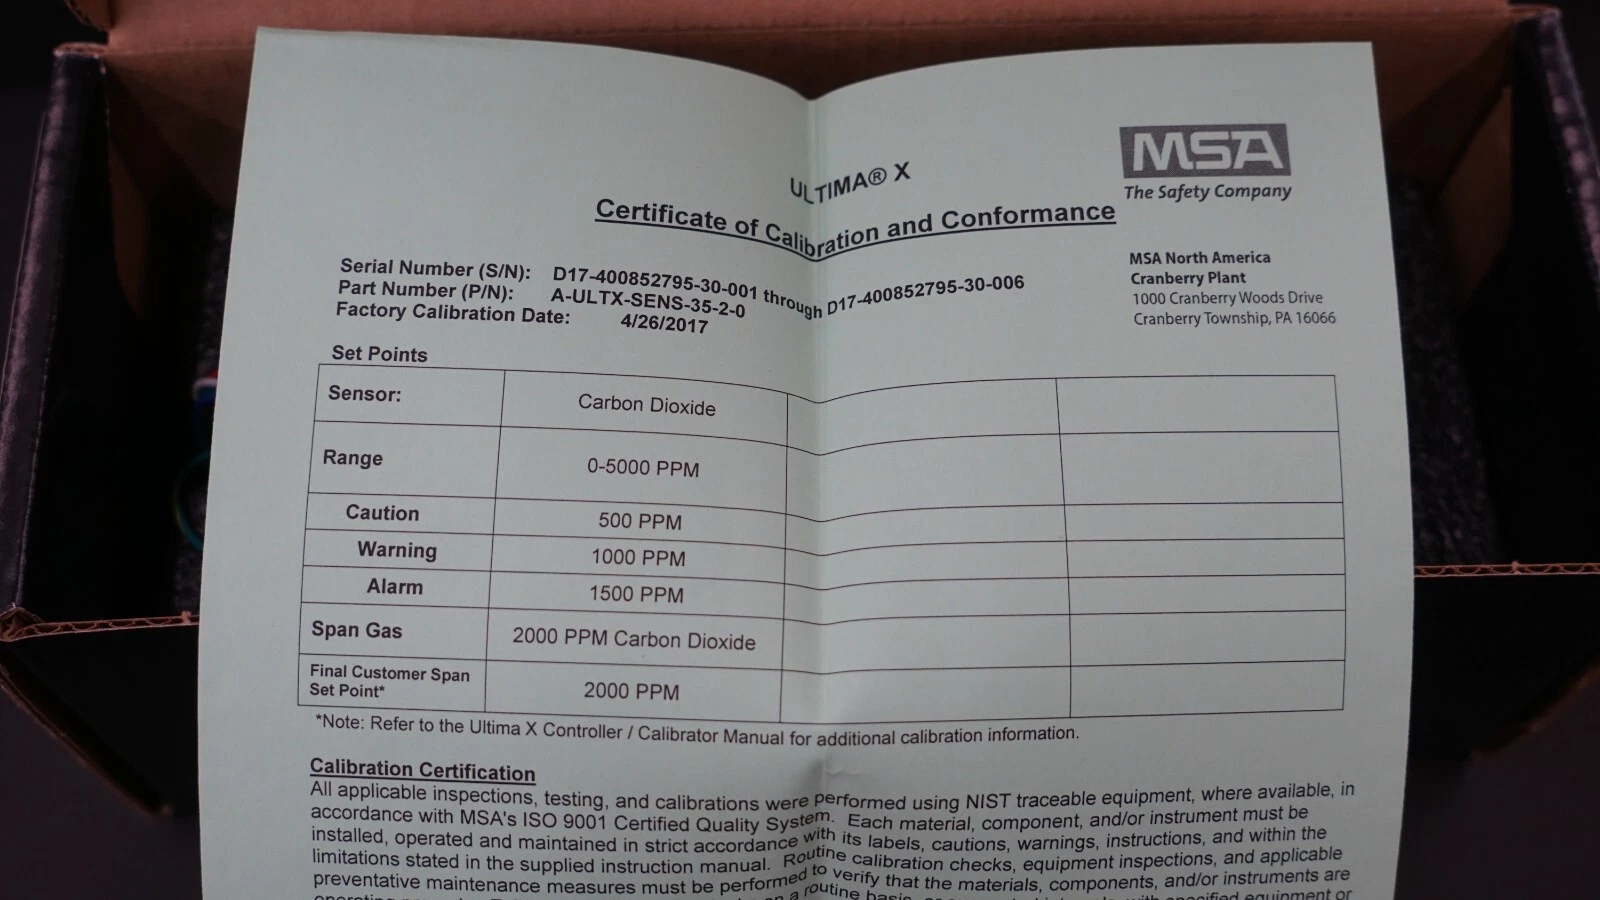 MSA
The Safety Company
ULTIMA® X
Certificate of Calibration and Conformance
MSA North America
Cranberry Plant
1000 Cranberry Woods Drive
Cranberry Township, PA 16066
Serial Number (S/N): D17-400852795-30-001 through D17-400852795-30-006
Part Number (P/N): A-ULTX-SENS-35-2-0
Factory Calibration Date: 4/26/2017
Set Points
Sensor: Carbon Dioxide
Range 0-5000 PPM
Caution 500 PPM
Warning 1000 PPM
Alarm 1500 PPM
Span Gas 2000 PPM Carbon Dioxide
Final Customer Span
Set Point* 2000 PPM
*Note: Refer to the Ultima X Controller / Calibrator Manual for additional calibration information.
Calibration Certification
All applicable inspections, testing, and calibrations were performed using NIST traceable equipment, where available, in
accordance with MSA's ISO 9001 Certified Quality System. Each material, component, and/or instrument must be
installed, operated and maintained in strict accordance with its labels, cautions, warnings, instructions, and within the
limitations stated in the supplied instruction manual. Routine calibration checks, equipment inspections, and applicable
preventative maintenance measures must be performed to verify that the materials, components, and/or instruments are
on a routine basis, with specified equipment or